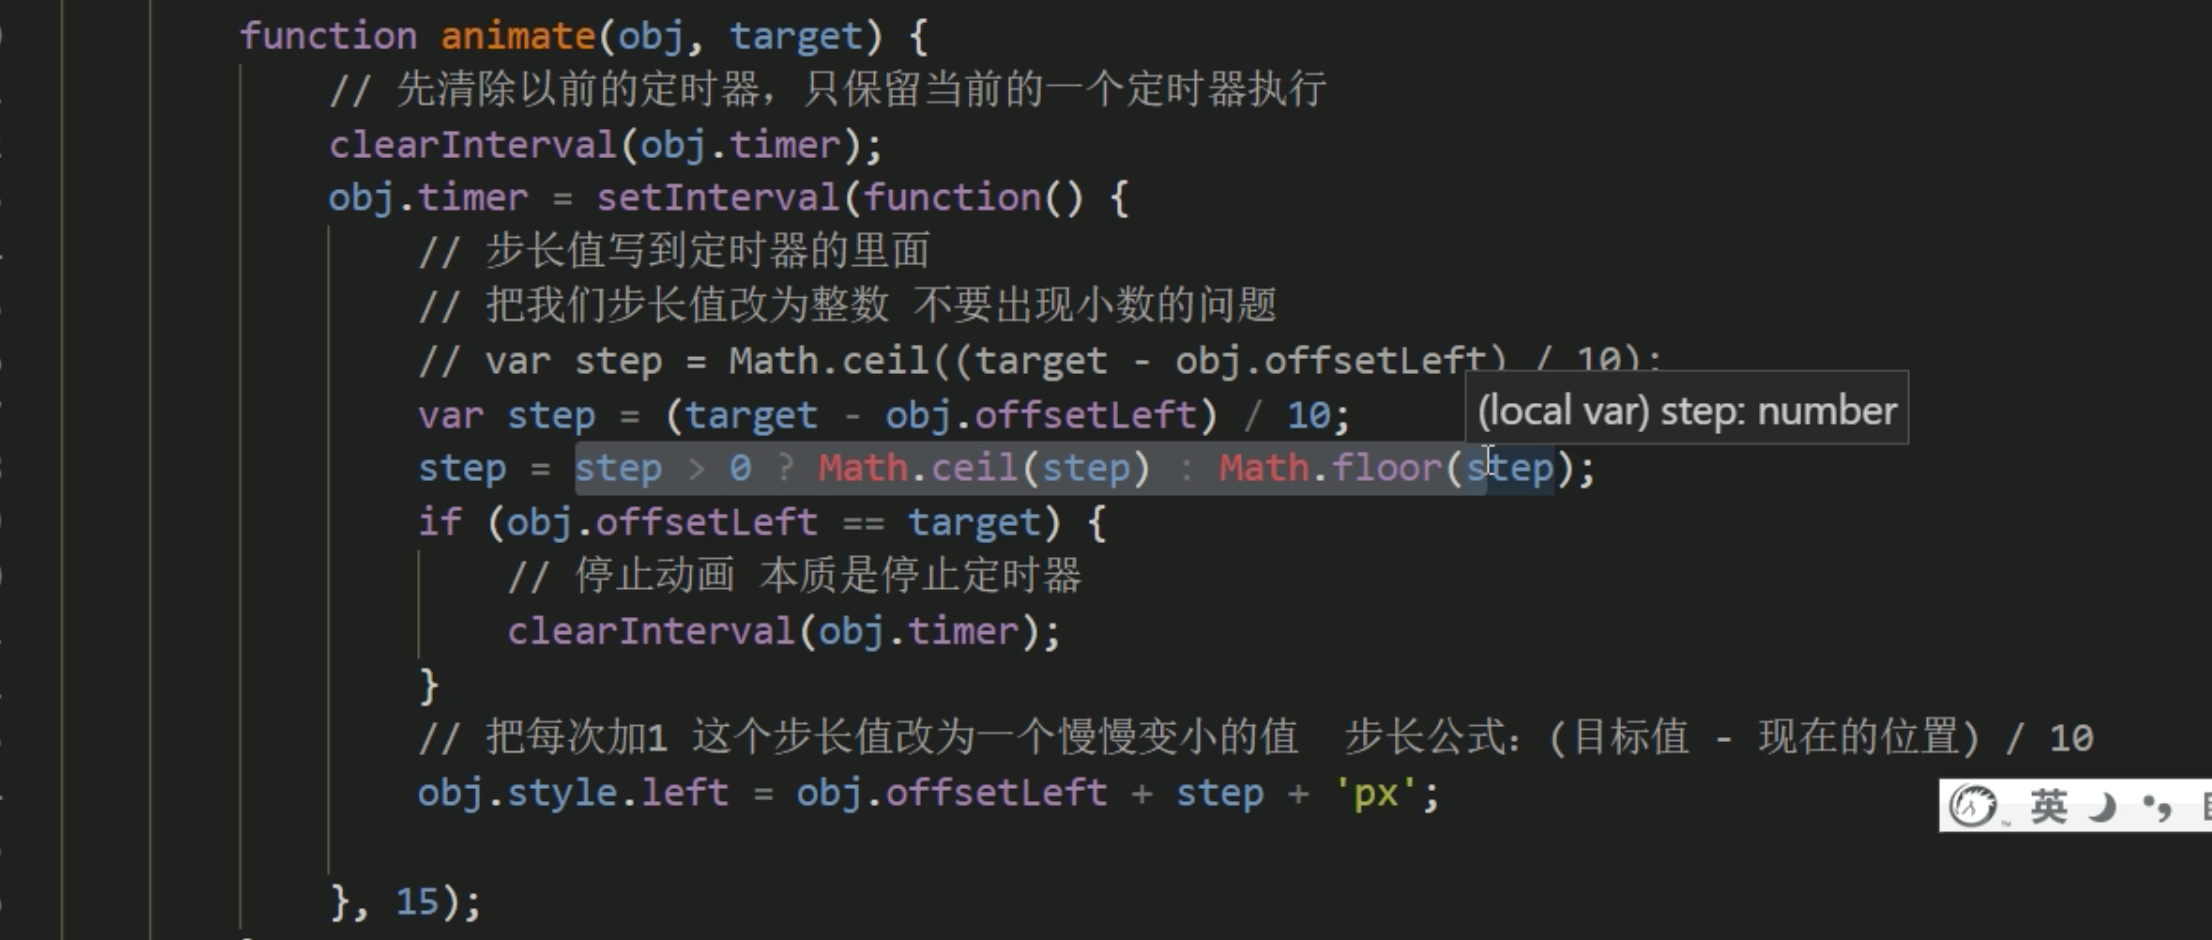 function animate(obj, target) {
// 先清除以前的定时器，只保留当前的一个定时器执行
clearInterval(obj.timer);
obj.timer = setInterval(function() {
// 步长值写到定时器的里面
// 把我们步长值改为整数 不要出现小数的问题
// var step = Math.ceil((target - obj.offsetLeft) / 10);
(local var) step: number
var step = (target - obj.offsetLeft) / 10;
step = step > 0 ? Math.ceil(step) : Math.floor(step);
if (obj.offsetLeft == target) {
// 停止动画 本质是停止定时器
clearInterval(obj.timer);
}
// 把每次加1 这个步长值改为一个慢慢变小的值  步长公式：(目标值 - 现在的位置) / 10
obj.style.left = obj.offsetLeft + step + 'px';
英
}, 15);